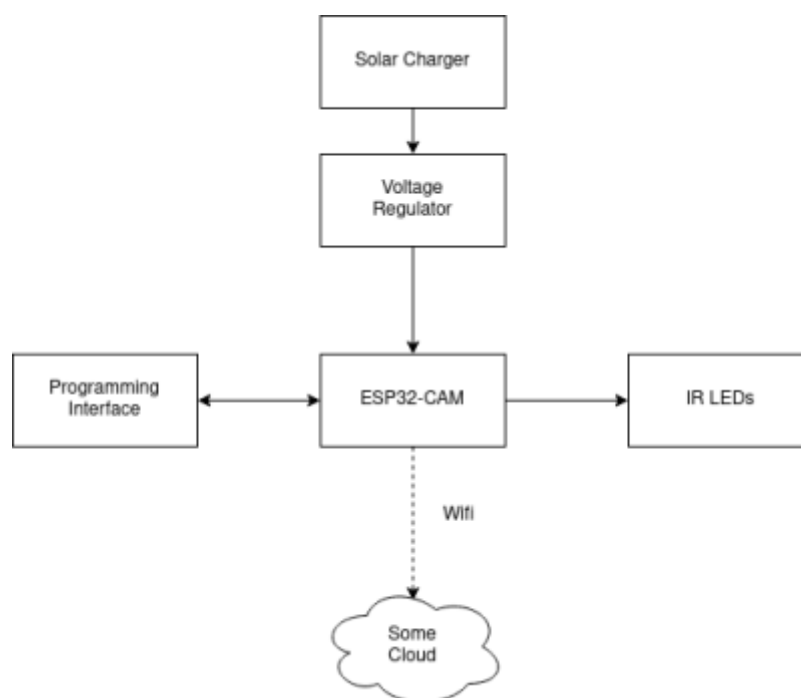 Solar Charger
Voltage
Regulator
Programming
Interface
ESP32-CAM
IR LEDs
Wifi
Some
Cloud